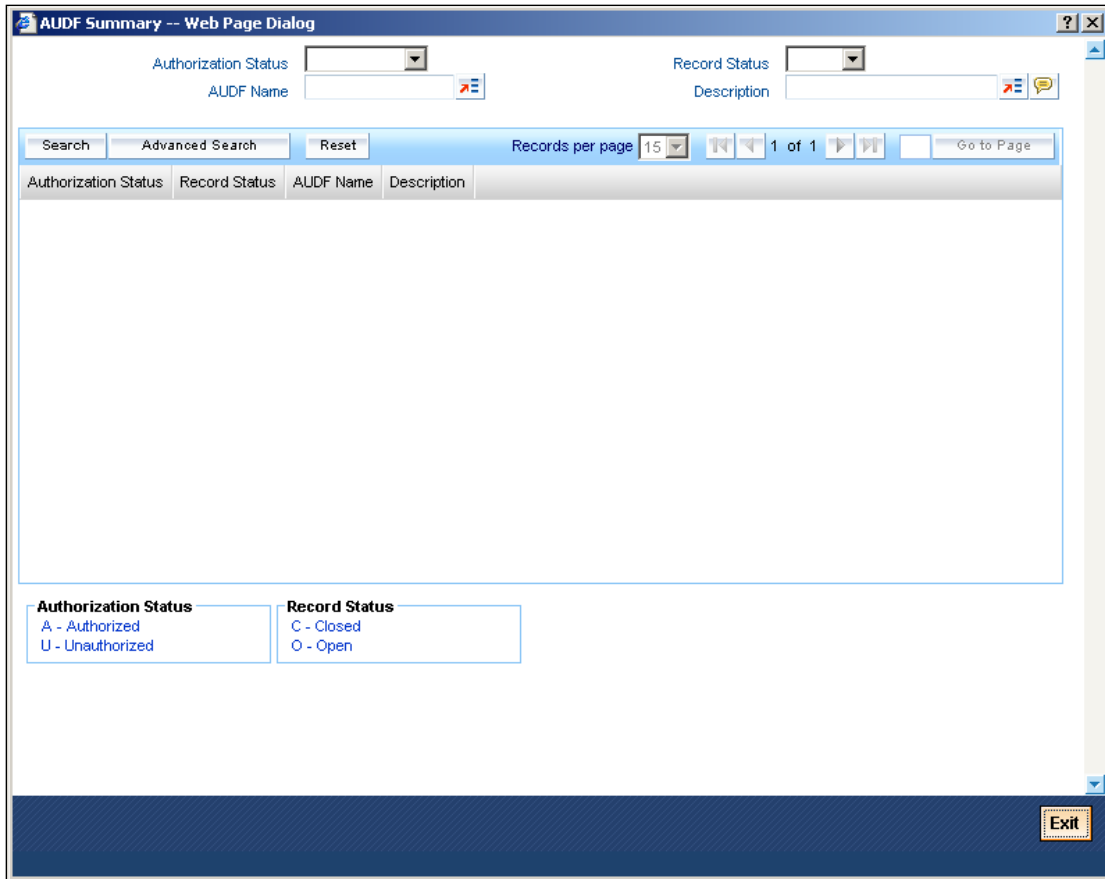 AUDF Summary -- Web Page Dialog
Authorization Status
Record Status
AUDF Name
Description
Search Advanced Search Reset Records per page 15 1 of 1 Go to Page
Authorization Status Record Status AUDF Name Description
Authorization Status
A - Authorized
U - Unauthorized
Record Status
C - Closed
O - Open
Exit